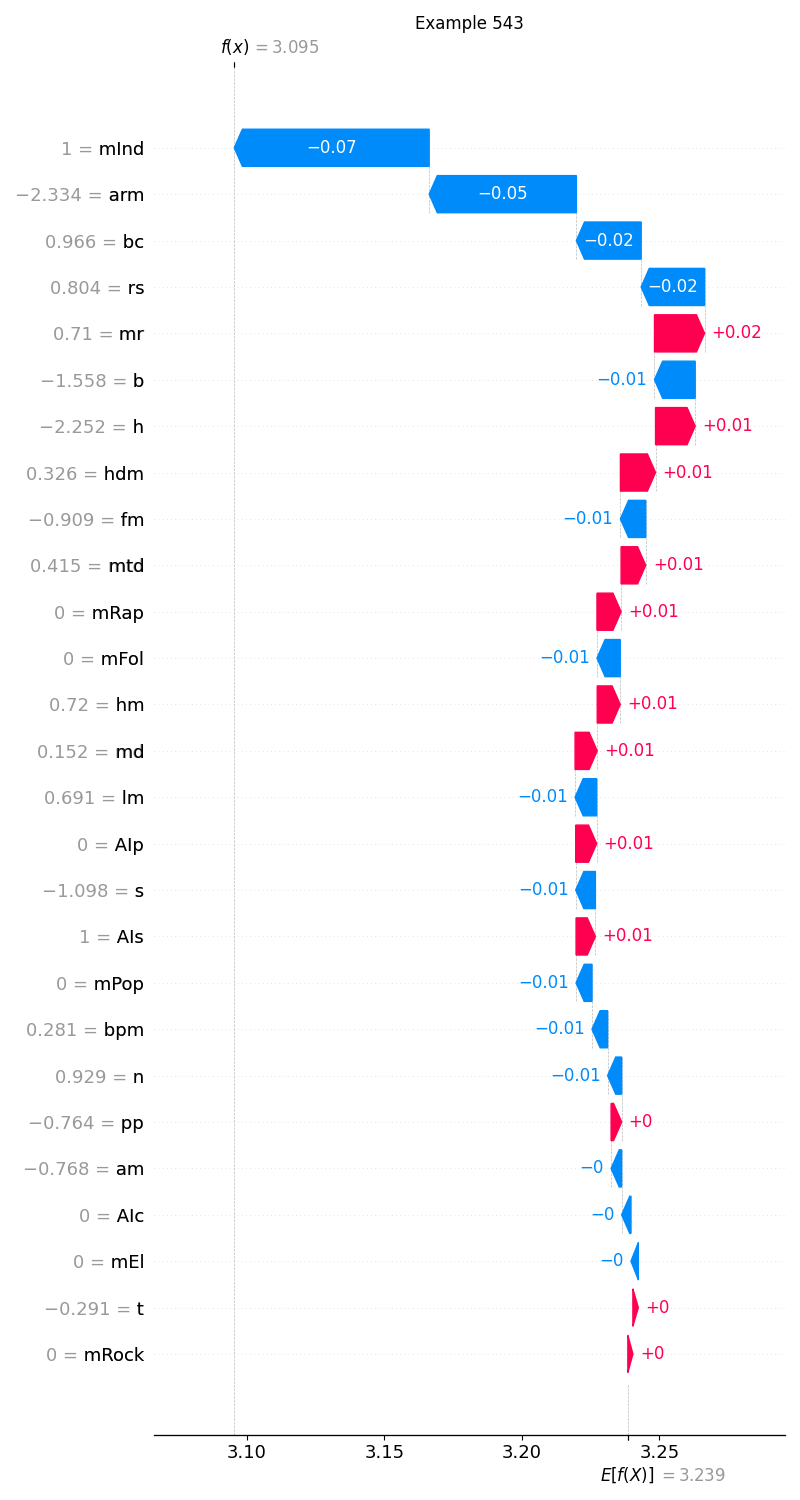 Example 543
f(x) = 3.095
1 = mInd −0.07
−2.334 = arm −0.05
0.966 = bc −0.02
0.804 = rs −0.02
0.71 = mr +0.02
−1.558 = b −0.01
−2.252 = h +0.01
0.326 = hdm +0.01
−0.909 = fm −0.01
0.415 = mtd +0.01
0 = mRap +0.01
0 = mFol −0.01
0.72 = hm +0.01
0.152 = md +0.01
0.691 = lm −0.01
0 = AIp +0.01
−1.098 = s −0.01
1 = AIs +0.01
0 = mPop −0.01
0.281 = bpm −0.01
0.929 = n −0.01
−0.764 = pp +0
−0.768 = am −0
0 = AIc −0
0 = mEl −0
−0.291 = t +0
0 = mRock +0
3.10 3.15 3.20 3.25
E[f(X)] = 3.239